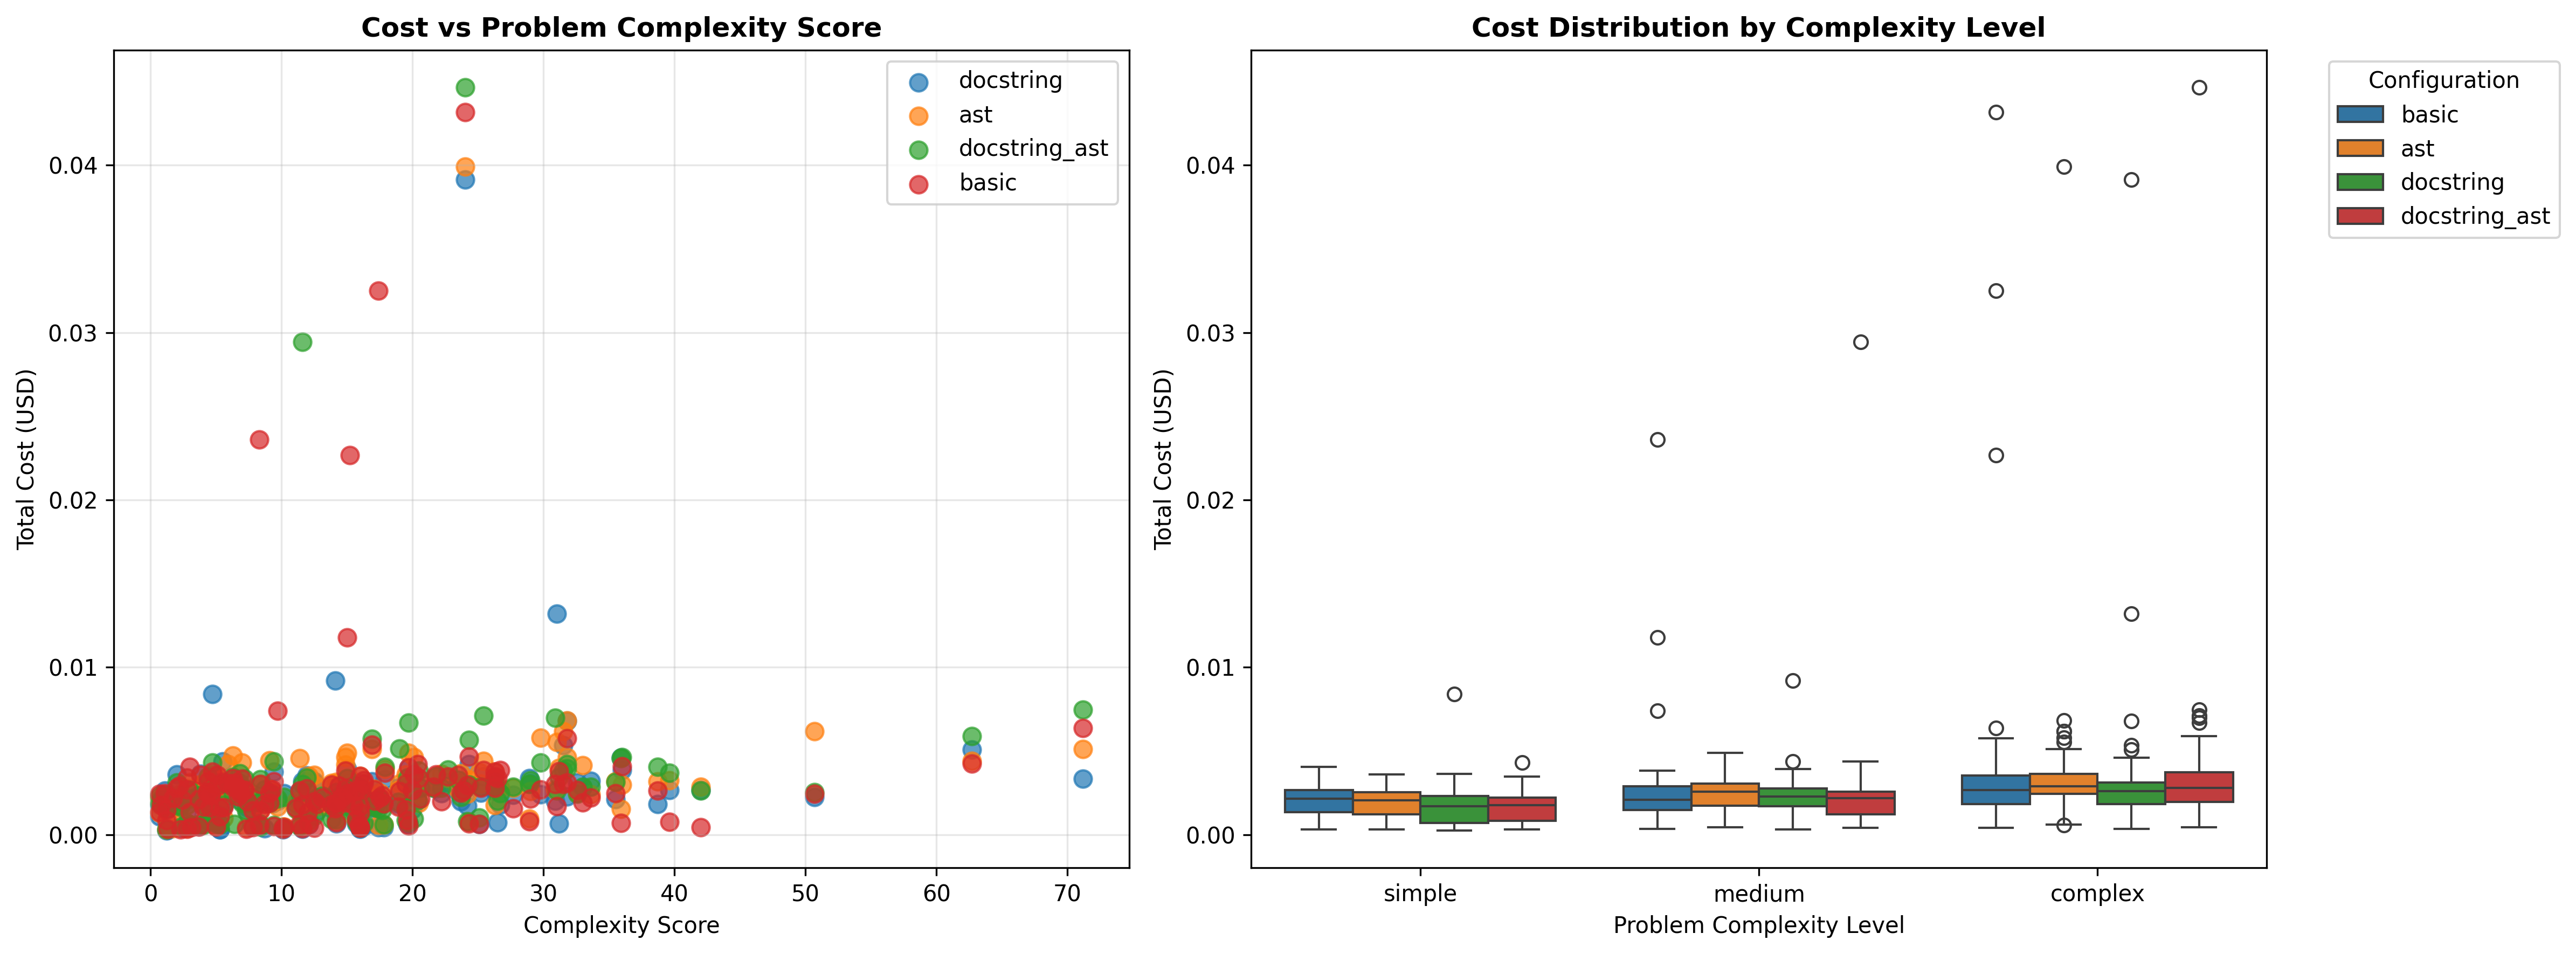 Cost vs Problem Complexity Score
Total Cost (USD)
0.04
0.03
0.02
0.01
0.00
0 10 20 30 40 50 60 70
Complexity Score
docstring
ast
docstring_ast
basic
Cost Distribution by Complexity Level
Total Cost (USD)
0.04
0.03
0.02
0.01
0.00
simple medium complex
Problem Complexity Level
Configuration
basic
ast
docstring
docstring_ast